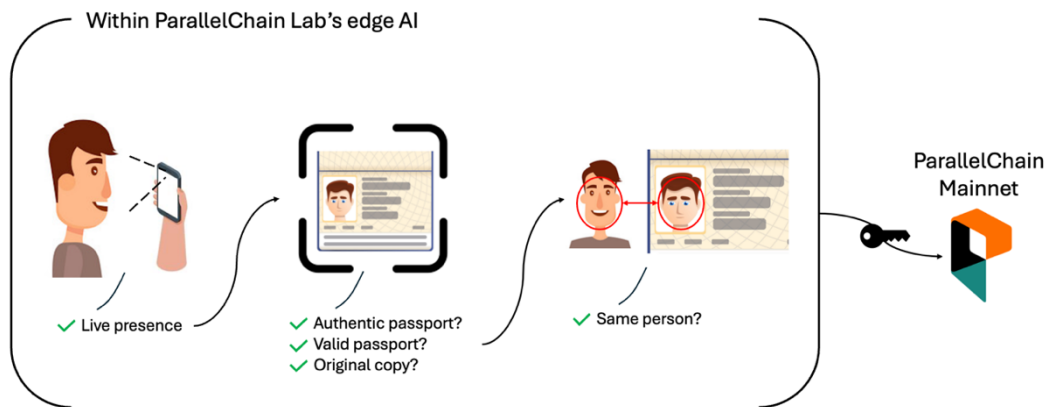 Within ParallelChain Lab's edge AI
Live presence
Authentic passport?
Valid passport?
Original copy?
Same person?
ParallelChain
Mainnet